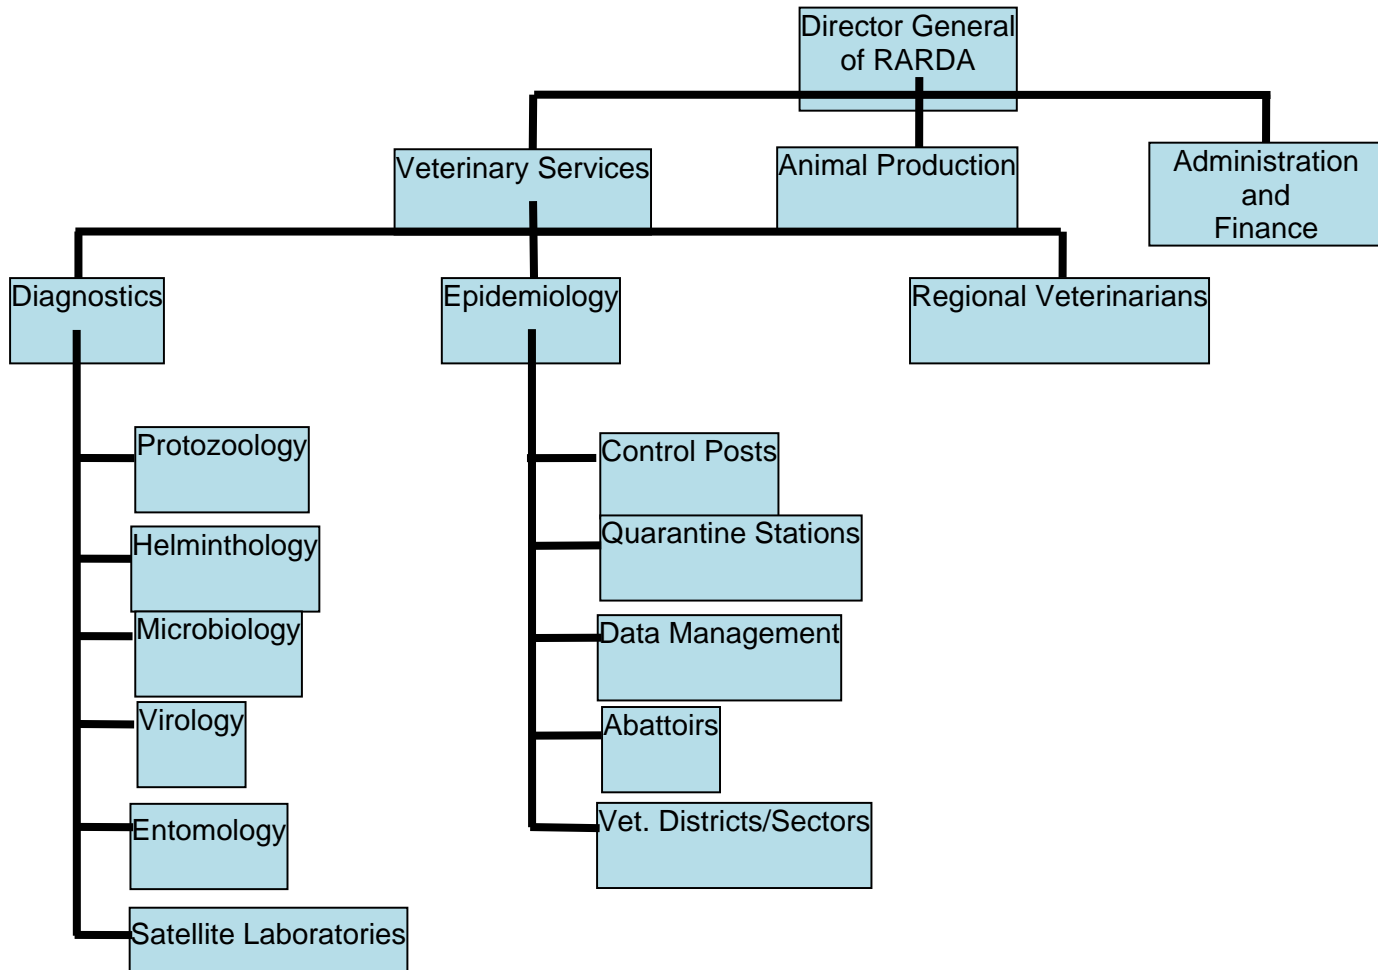 Director General
of RARDA
Veterinary Services
Animal Production
Administration
and
Finance
Diagnostics
Epidemiology
Regional Veterinarians
Protozoology
Helminthology
Microbiology
Virology
Entomology
Satellite Laboratories
Control Posts
Quarantine Stations
Data Management
Abattoirs
Vet. Districts/Sectors